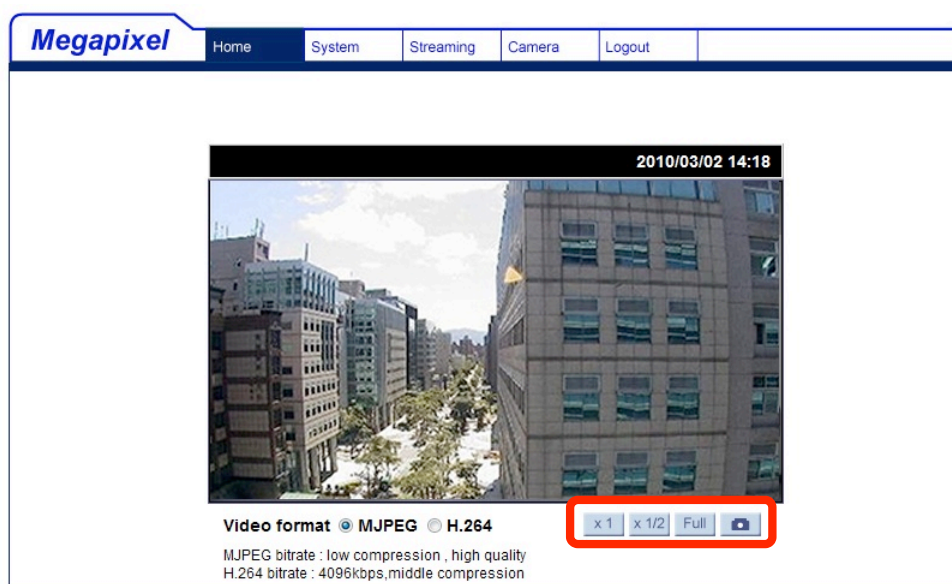 Megapixel
Home System Streaming Camera Logout
2010/03/02 14:18
Video format MJPEG H.264
x 1 x 1/2 Full
MJPEG bitrate : low compression , high quality
H.264 bitrate : 4096kbps,middle compression